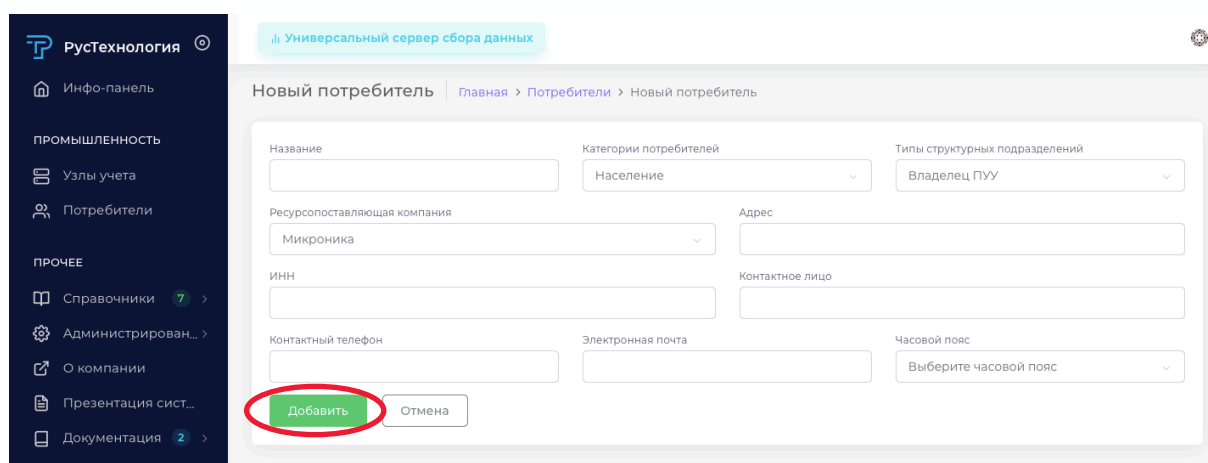 РусТехнология
Универсальный сервер сбора данных
Инфо-панель
Новый потребитель
Главная > Потребители > Новый потребитель
ПРОМЫШЛЕННОСТЬ
Узлы учета
Потребители
ПРОЧЕЕ
Справочники 7 >
Администрирован... >
О компании
Презентация сист...
Документация 2 >
Название
Категории потребителей
Население
Типы структурных подразделений
Владелец ПУУ
Ресурсопоставляющая компания
Микроника
Адрес
ИНН
Контактное лицо
Контактный телефон
Электронная почта
Часовой пояс
Выберите часовой пояс
Добавить
Отмена